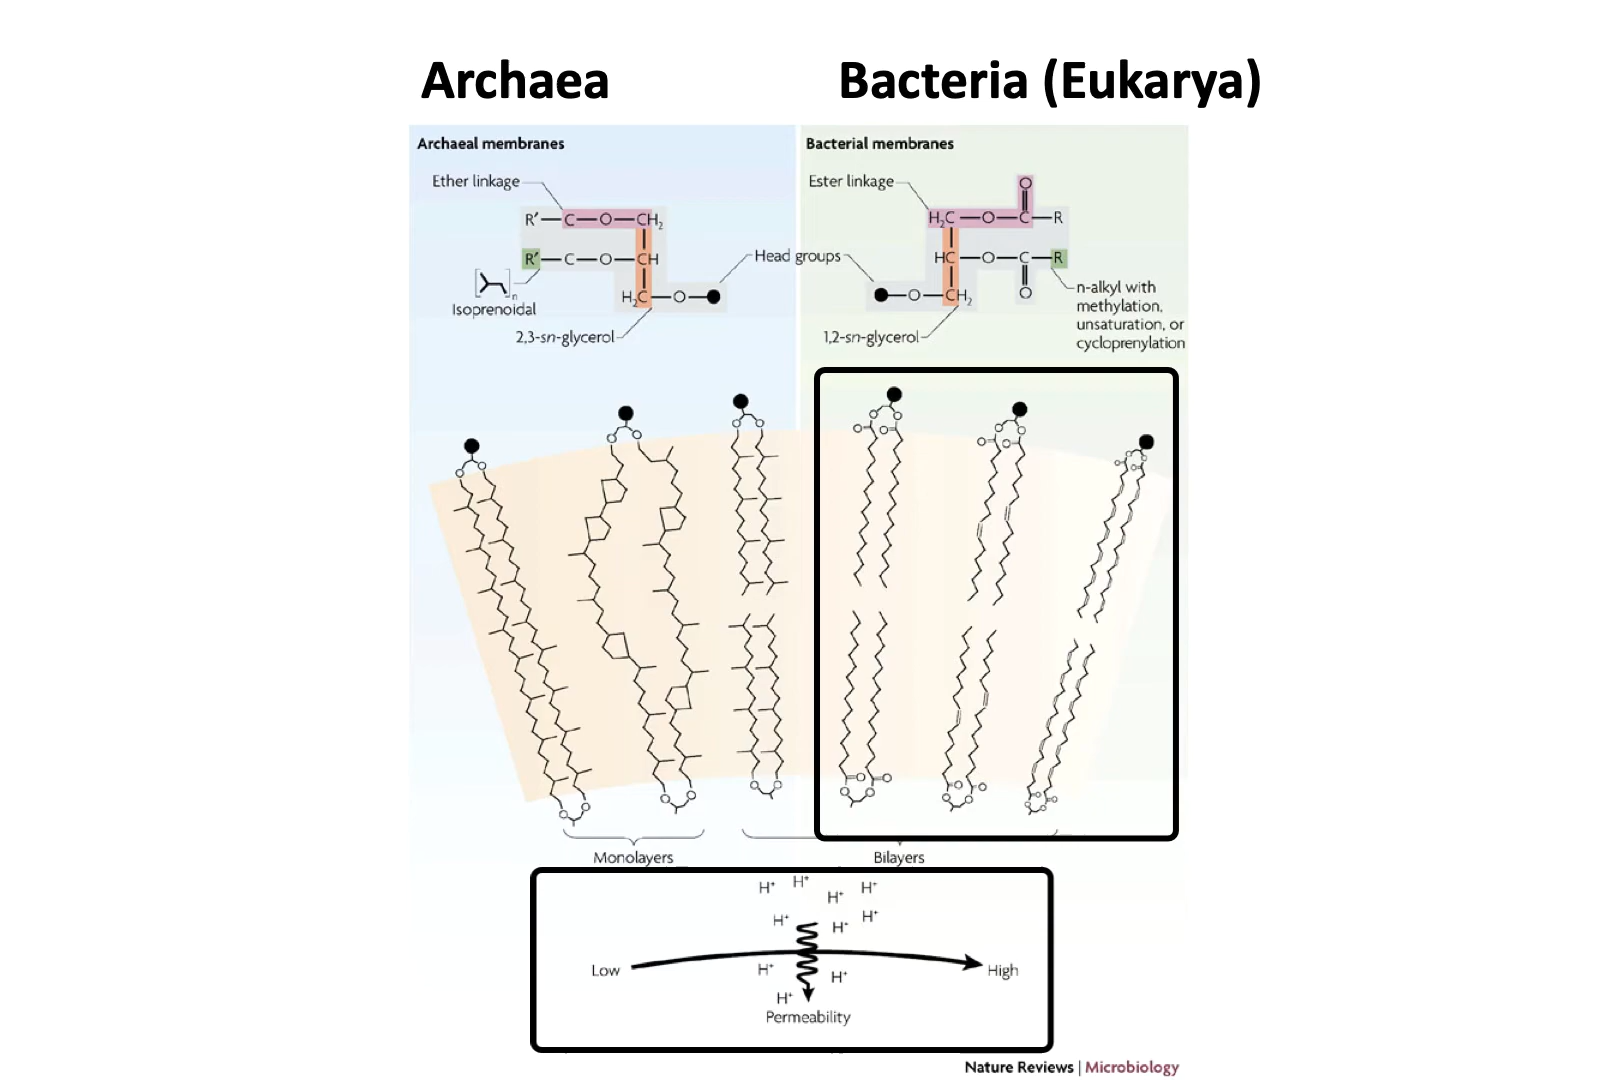 Archaea
Bacteria (Eukarya)
Archaeal membranes
Bacterial membranes
Ether linkage
Ester linkage
R′—C—O—CH₂
R′—C—O—CH
H₂C—O
Isoprenoidal
n
2,3-sn-glycerol
Head groups
O
H₂C—O—C—R
HC—O—C—R
O
O—CH₂
1,2-sn-glycerol
n-alkyl with
methylation,
unsaturation, or
cycloprenylation
Monolayers
Bilayers
H⁺ H⁺ H⁺ H⁺
H⁺ H⁺ H⁺
Low
High
H⁺ H⁺
H⁺
Permeability
Nature Reviews | Microbiology